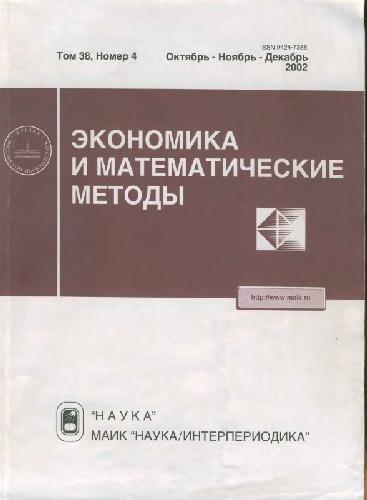 ISSN 0424-7388
Том 38, Номер 4 Октябрь - Ноябрь - Декабрь
2002
ЭКОНОМИКА
И МАТЕМАТИЧЕСКИЕ
МЕТОДЫ
http://www.maik.ru
"НАУКА"
МАИК "НАУКА/ИНТЕРПЕРИОДИКА"